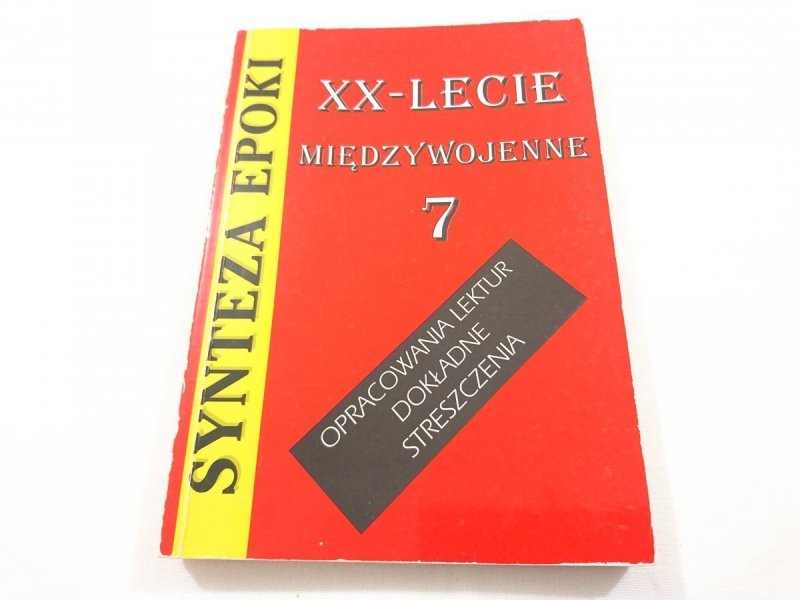 SYNTEZA EPOKI
XX-LECIE
MIĘDZYWOJENNE
7
OPRACOWANIA LEKTUR
DOKŁADNE
STRESZCZENIA